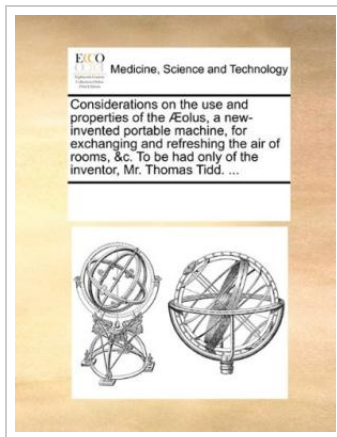 ECCO
Medicine, Science and Technology
Considerations on the use and
properties of the Æolus, a new-
invented portable machine, for
exchanging and refreshing the air of
rooms, &c. To be had only of the
inventor, Mr. Thomas Tidd. ...